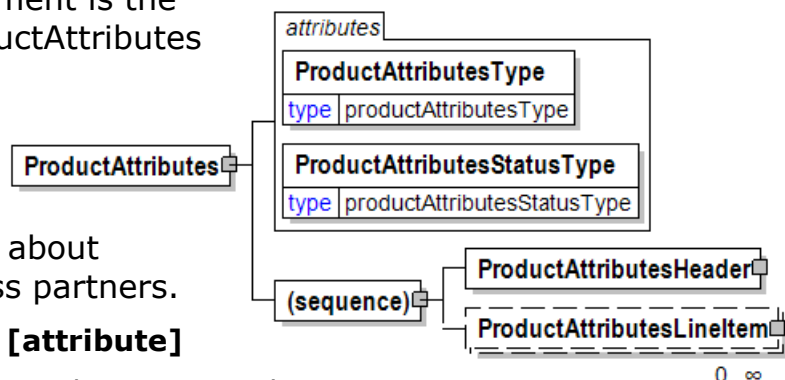 ment is the
uctAttributes
about
ss partners.
[attribute]
attributes
ProductAttributesType
type productAttributesType
ProductAttributesStatusType
type productAttributesStatusType
ProductAttributes
(sequence)
ProductAttributesHeader
ProductAttributesLineItem
0 ∞